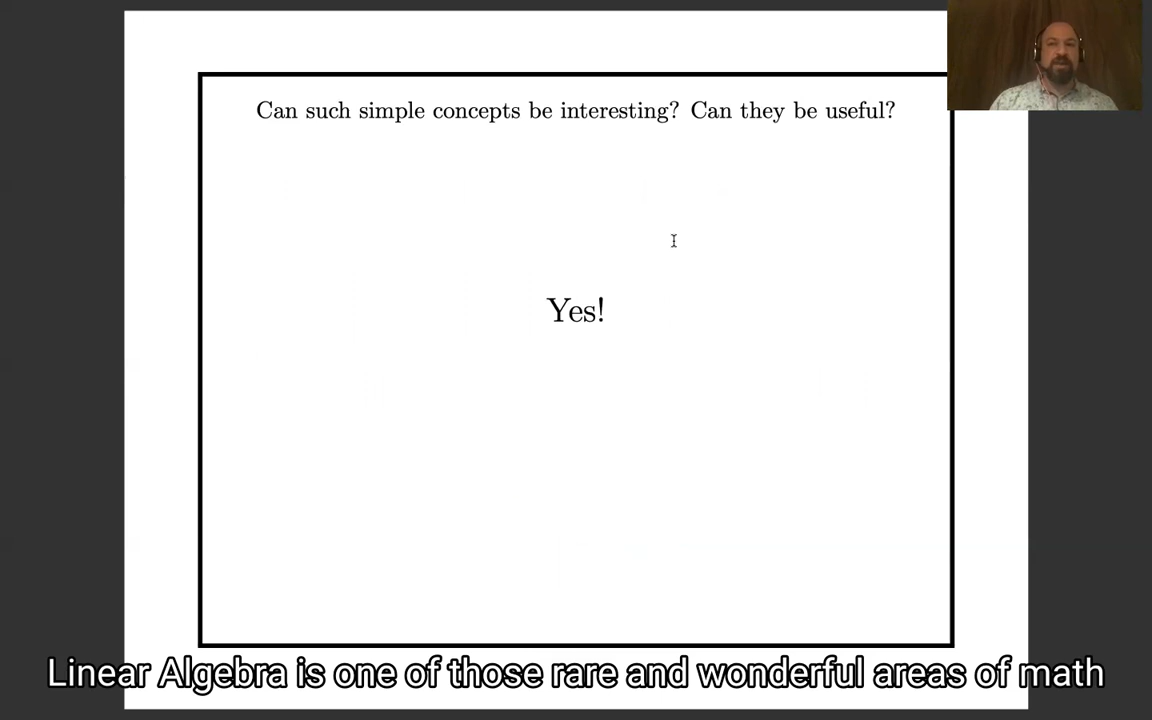 Can such simple concepts be interesting? Can they be useful?
Yes!
Linear Algebra is one of those rare and wonderful areas of math